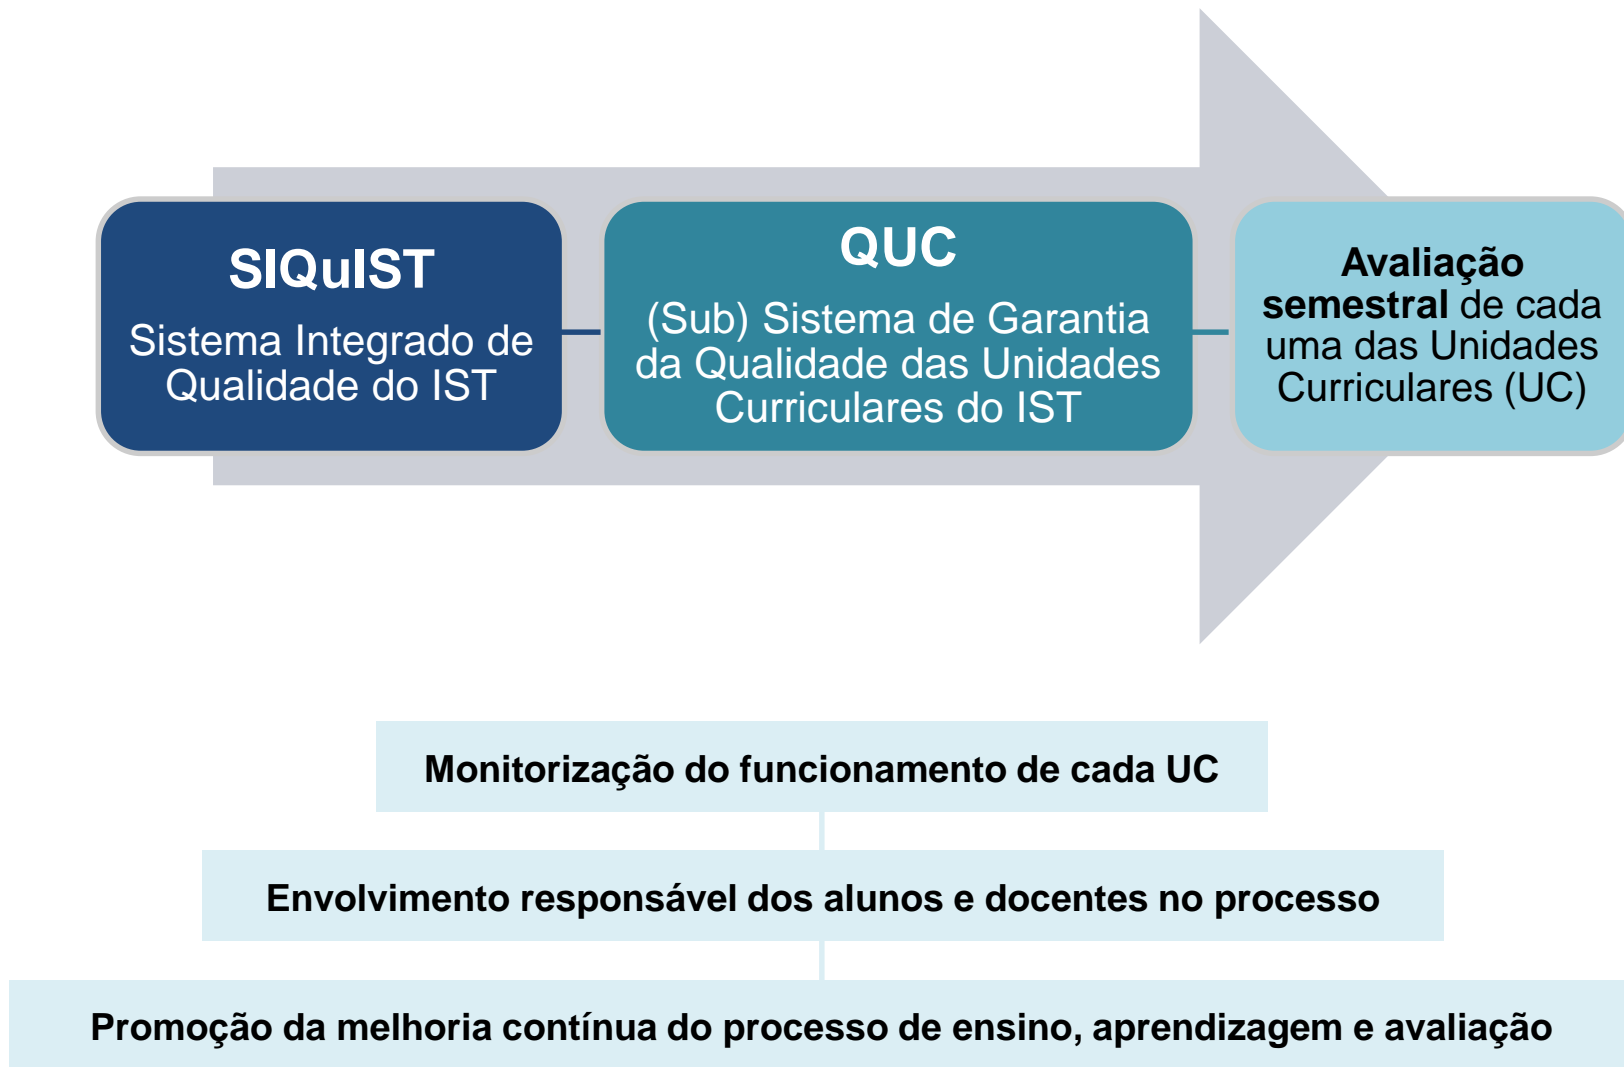 SIQuIST
Sistema Integrado de
Qualidade do IST
QUC
(Sub) Sistema de Garantia
da Qualidade das Unidades
Curriculares do IST
Avaliação
semestral de cada
uma das Unidades
Curriculares (UC)
Monitorização do funcionamento de cada UC
Envolvimento responsável dos alunos e docentes no processo
Promoção da melhoria contínua do processo de ensino, aprendizagem e avaliação